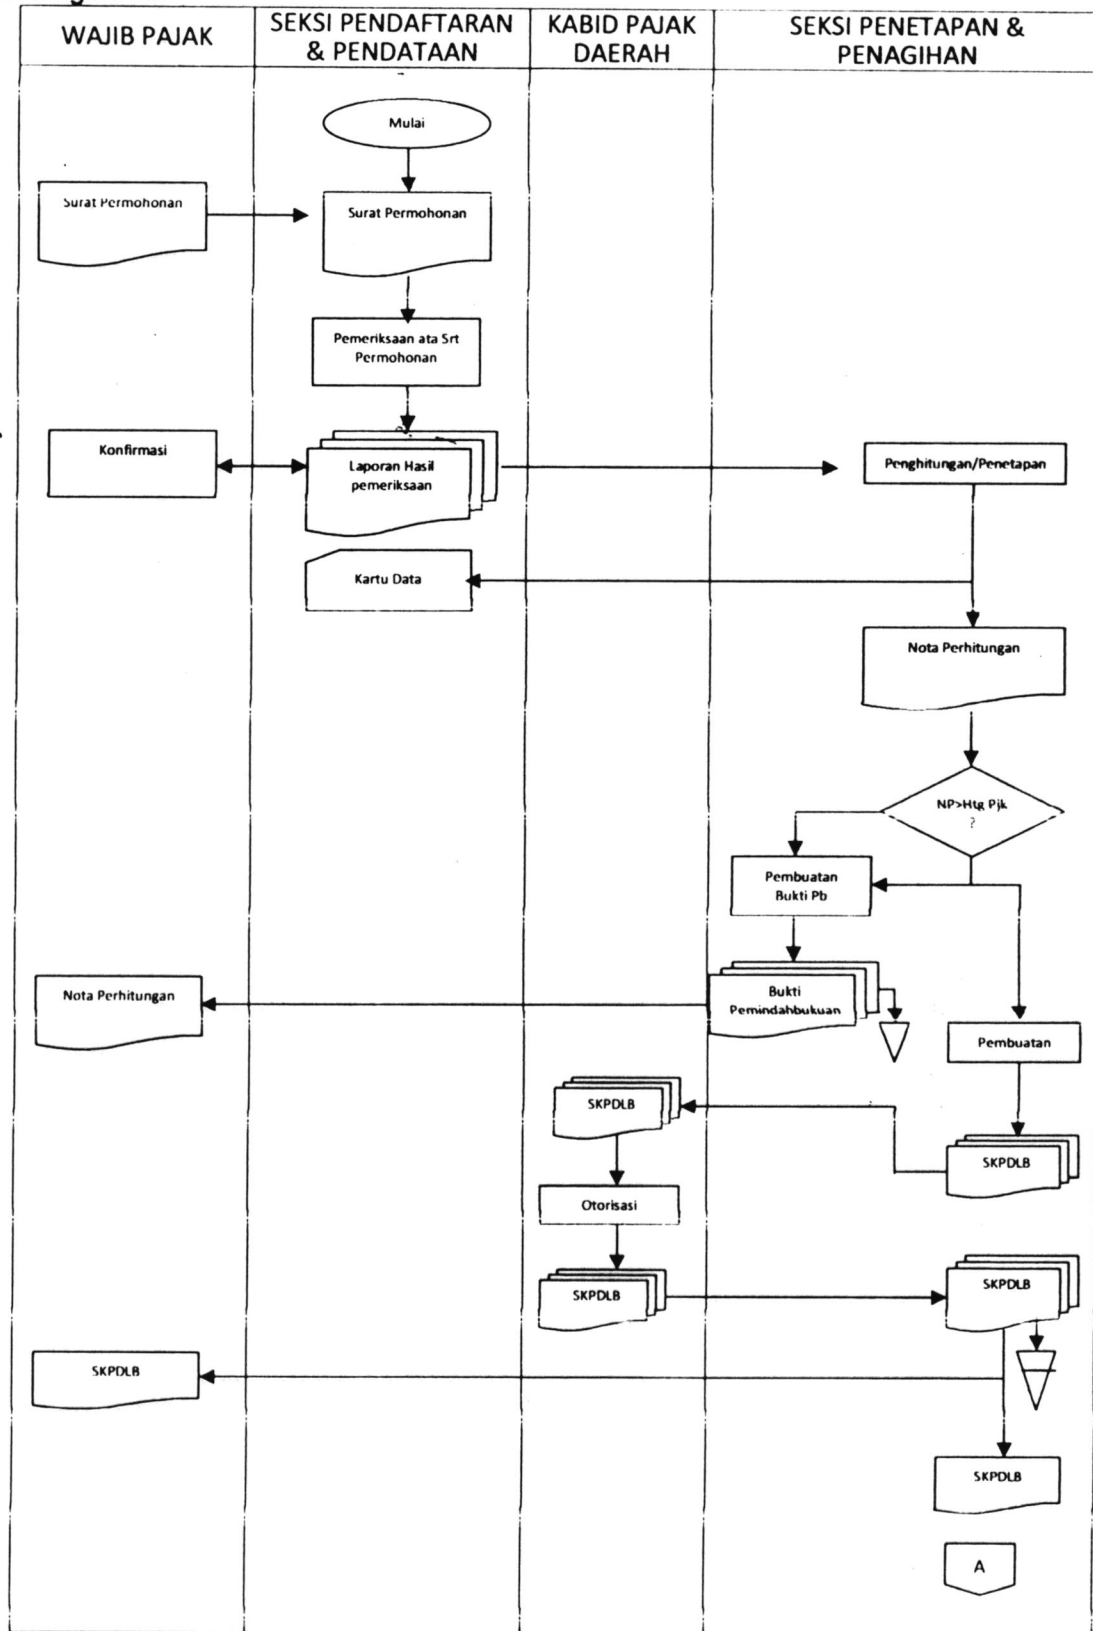 WAJIB PAJAK
SEKSI PENDAFTARAN
& PENDATAAN
KABID PAJAK
DAERAH
SEKSI PENETAPAN &
PENAGIHAN
Mulai
Surat Permohonan
Surat Permohonan
Pemeriksaan ata Srt
Permohonan
Konfirmasi
Laporan Hasil
pemeriksaan
Penghitungan/Penetapan
Kartu Data
Nota Perhitungan
NP>Htg Pjk
?
Pembuatan
Bukti Pb
Nota Perhitungan
Bukti
Pemindahbukuan
Pembuatan
SKPDLB
SKPDLB
Otorisasi
SKPDLB
SKPDLB
SKPDLB
SKPDLB
A